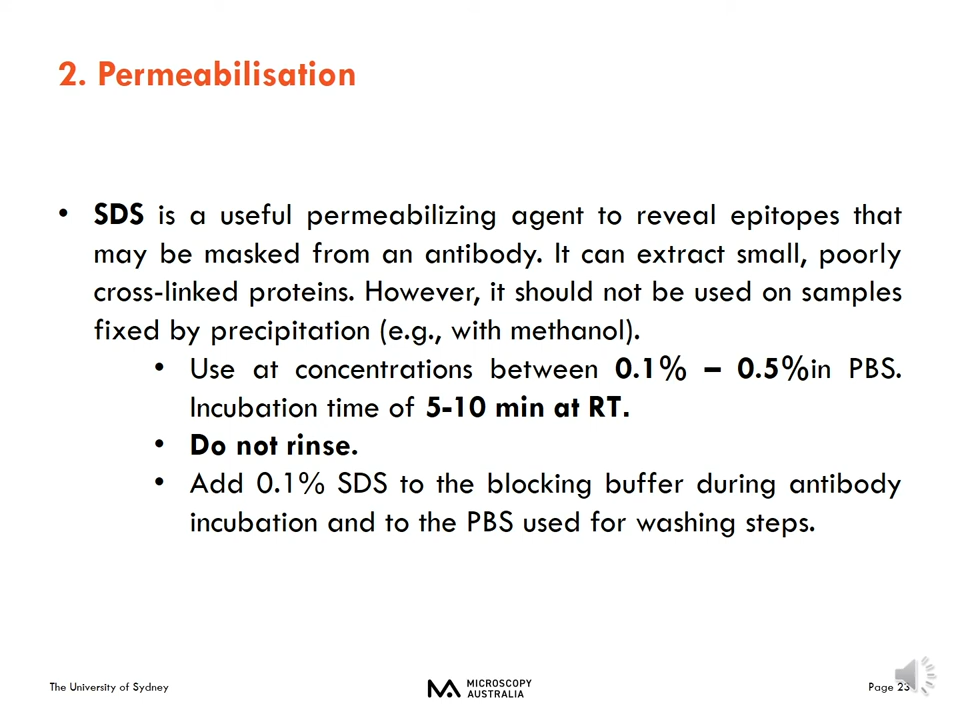 2. Permeabilisation
• SDS is a useful permeabilizing agent to reveal epitopes that
may be masked from an antibody. It can extract small, poorly
cross-linked proteins. However, it should not be used on samples
fixed by precipitation (e.g., with methanol).
• Use at concentrations between 0.1% – 0.5%in PBS.
Incubation time of 5-10 min at RT.
• Do not rinse.
• Add 0.1% SDS to the blocking buffer during antibody
incubation and to the PBS used for washing steps.
The University of Sydney
MICROSCOPY
AUSTRALIA
Page 23